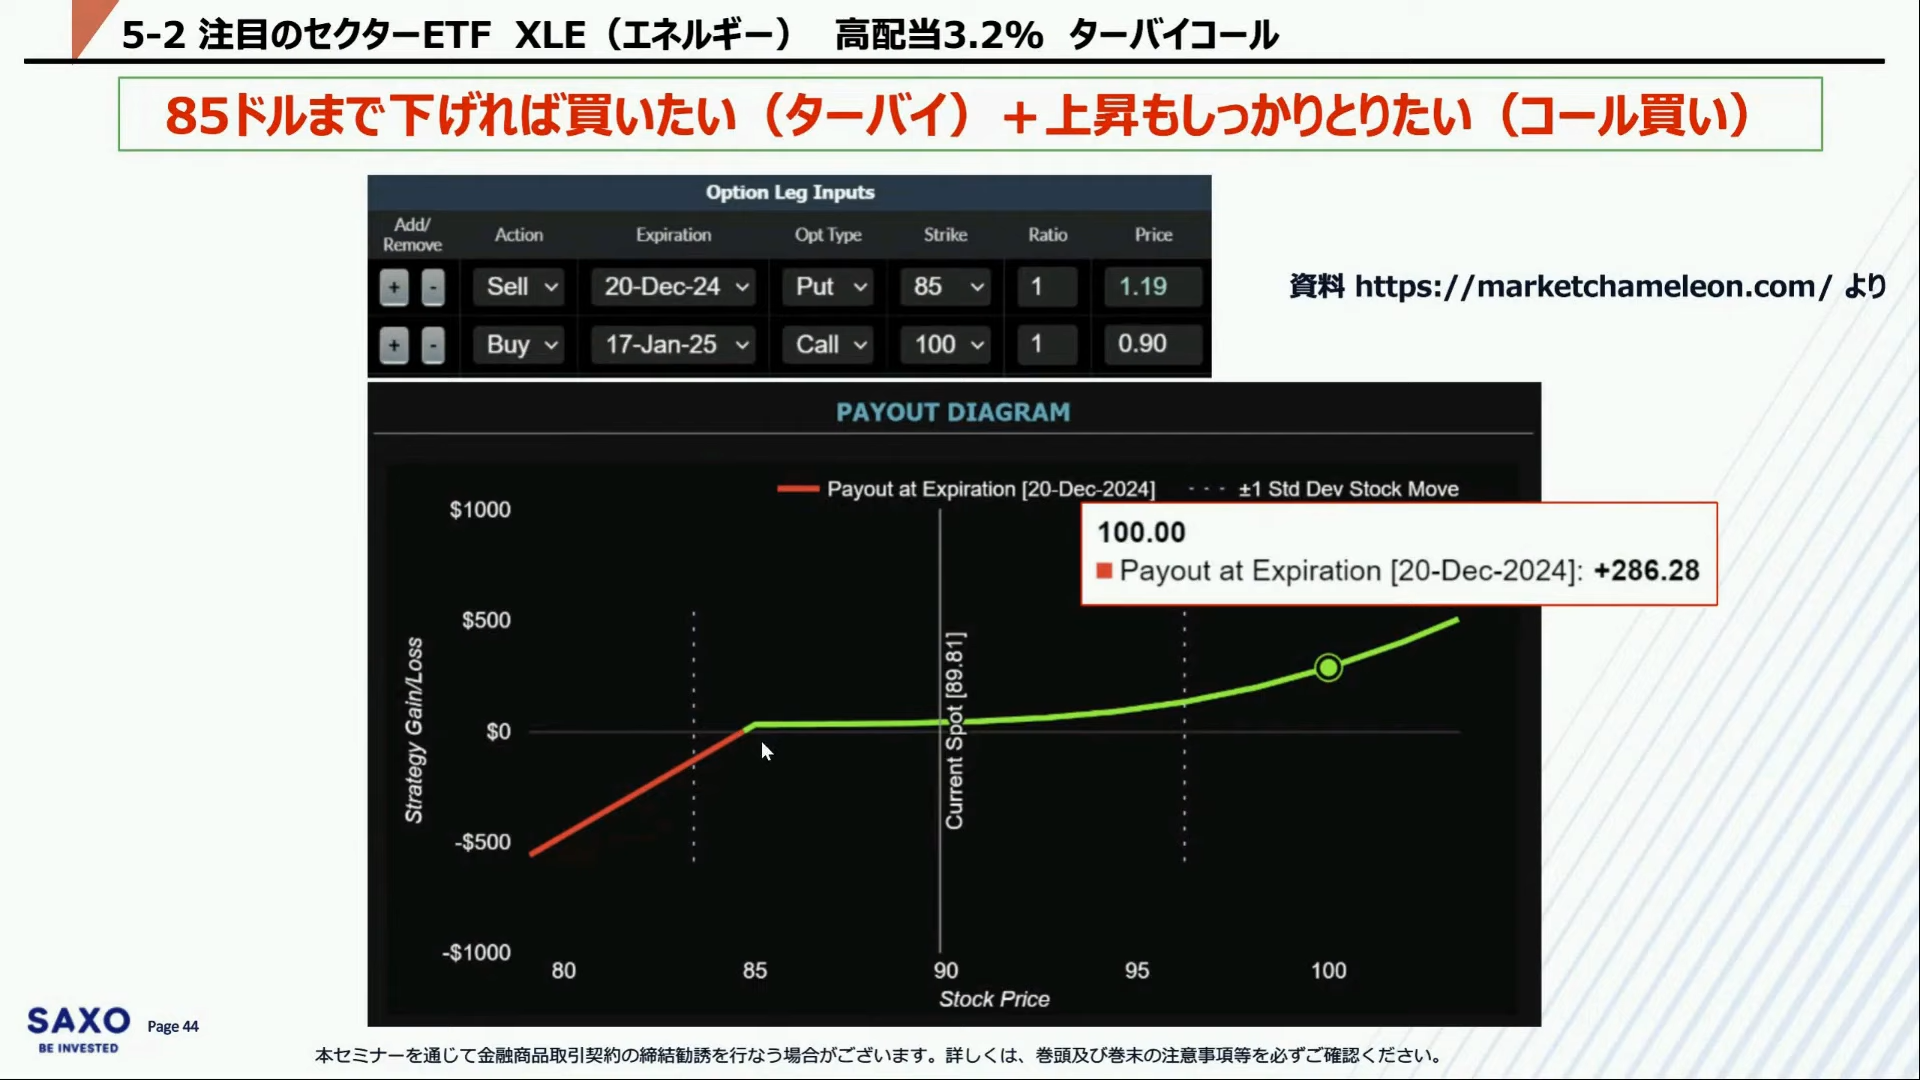 5-2 注目のセクターETF XLE（エネルギー） 高配当3.2% ターバイコール
85ドルまで下げれば買いたい（ターバイ）＋上昇もしっかりとりたい（コール買い）
Option Leg Inputs
Add/ Remove Action Expiration Opt Type Strike Ratio Price
+ - Sell 20-Dec-24 Put 85 1 1.19
+ - Buy 17-Jan-25 Call 100 1 0.90
資料 https://marketchameleon.com/ より
PAYOUT DIAGRAM
Payout at Expiration [20-Dec-2024] ±1 Std Dev Stock Move
100.00
Payout at Expiration [20-Dec-2024]: +286.28
Strategy Gain/Loss
$1000
$500
$0
-$500
-$1000
Current Spot [89.81]
80 85 90 95 100
Stock Price
SAXO
BE INVESTED
Page 44
本セミナーを通じて金融商品取引契約の締結勧誘を行なう場合がございます。詳しくは、巻頭及び巻末の注意事項等を必ずご確認ください。